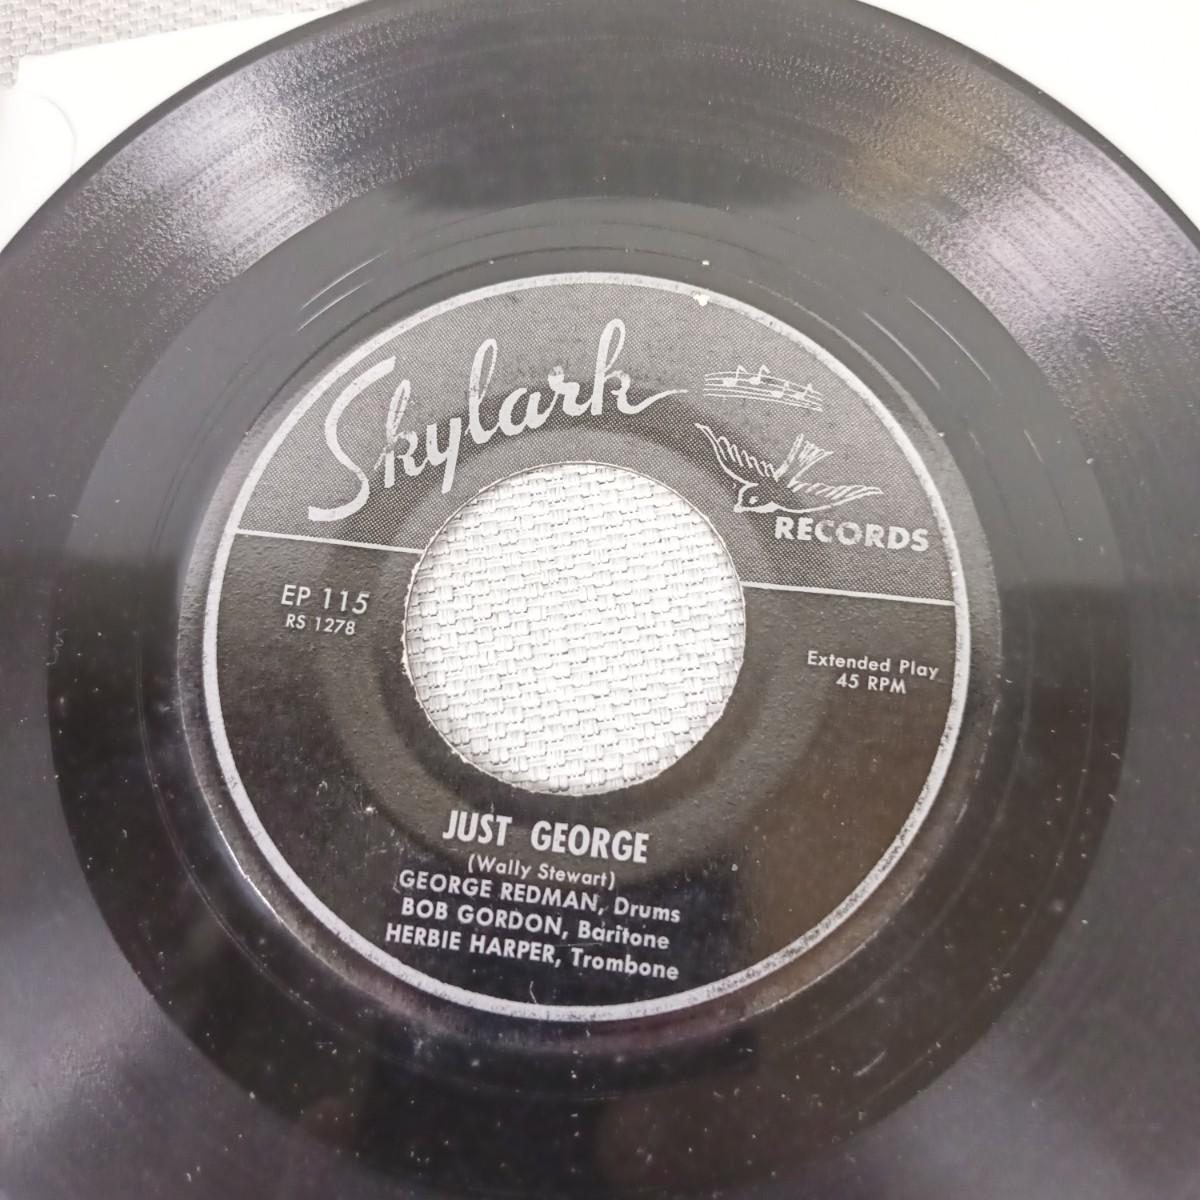 Skylark
RECORDS
EP 115
RS 1278
Extended Play
45 RPM
JUST GEORGE
(Wally Stewart)
GEORGE REDMAN, Drums
BOB GORDON, Baritone
HERBIE HARPER, Trombone